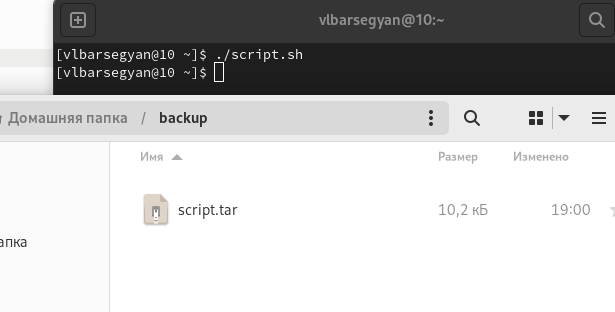 vlbarsegyan@10:~
[vlbarsegyan@10 ~]$ ./script.sh
[vlbarsegyan@10 ~]$
Домашняя папка / backup
Имя Размер Изменено
script.tar 10,2 кБ 19:00
апка